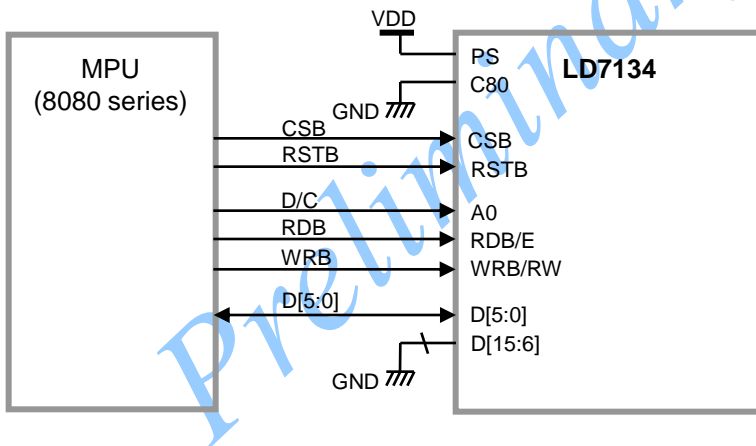 VDD
MPU
(8080 series)
PS
LD7134
C80
GND
CSB
CSB
RSTB
RSTB
D/C
A0
RDB
RDB/E
WRB
WRB/RW
D[5:0]
D[5:0]
D[15:6]
GND